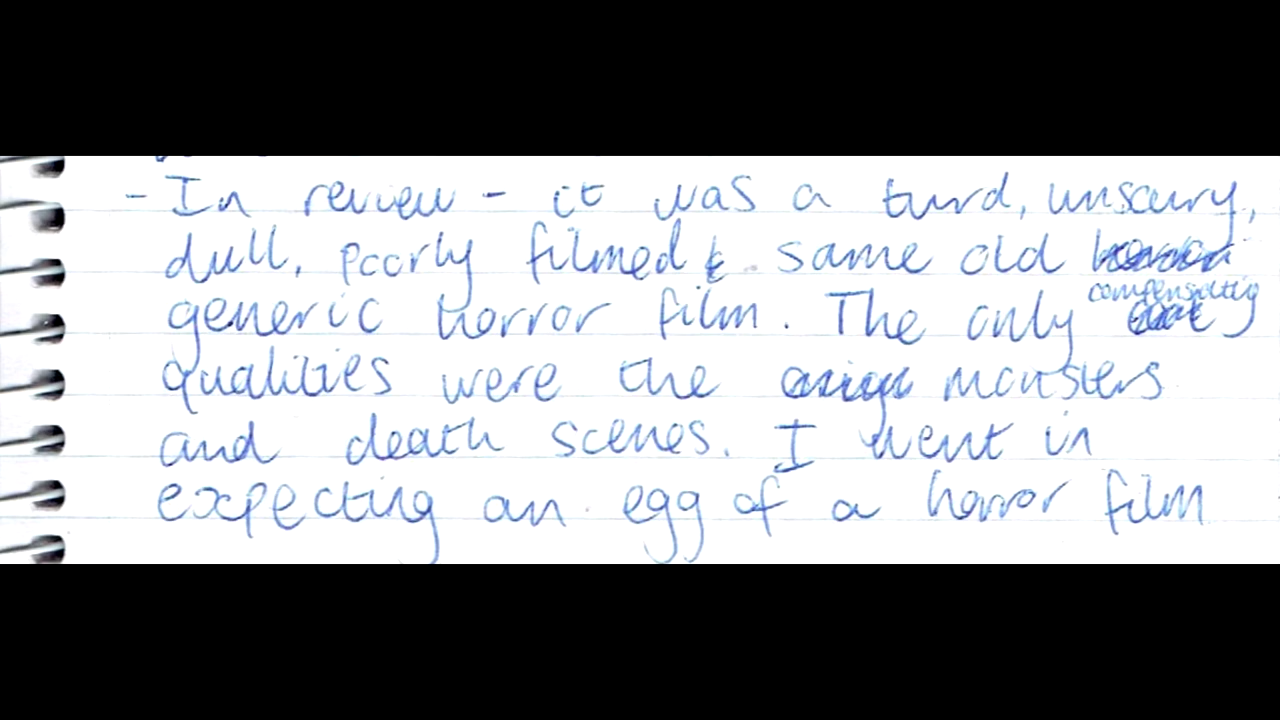 - In review - it was a turd, unscary,
dull, poorly filmed & same old
generic horror film. The only compensating
qualities were the monsters
and death scenes. I went in
expecting an egg of a horror film